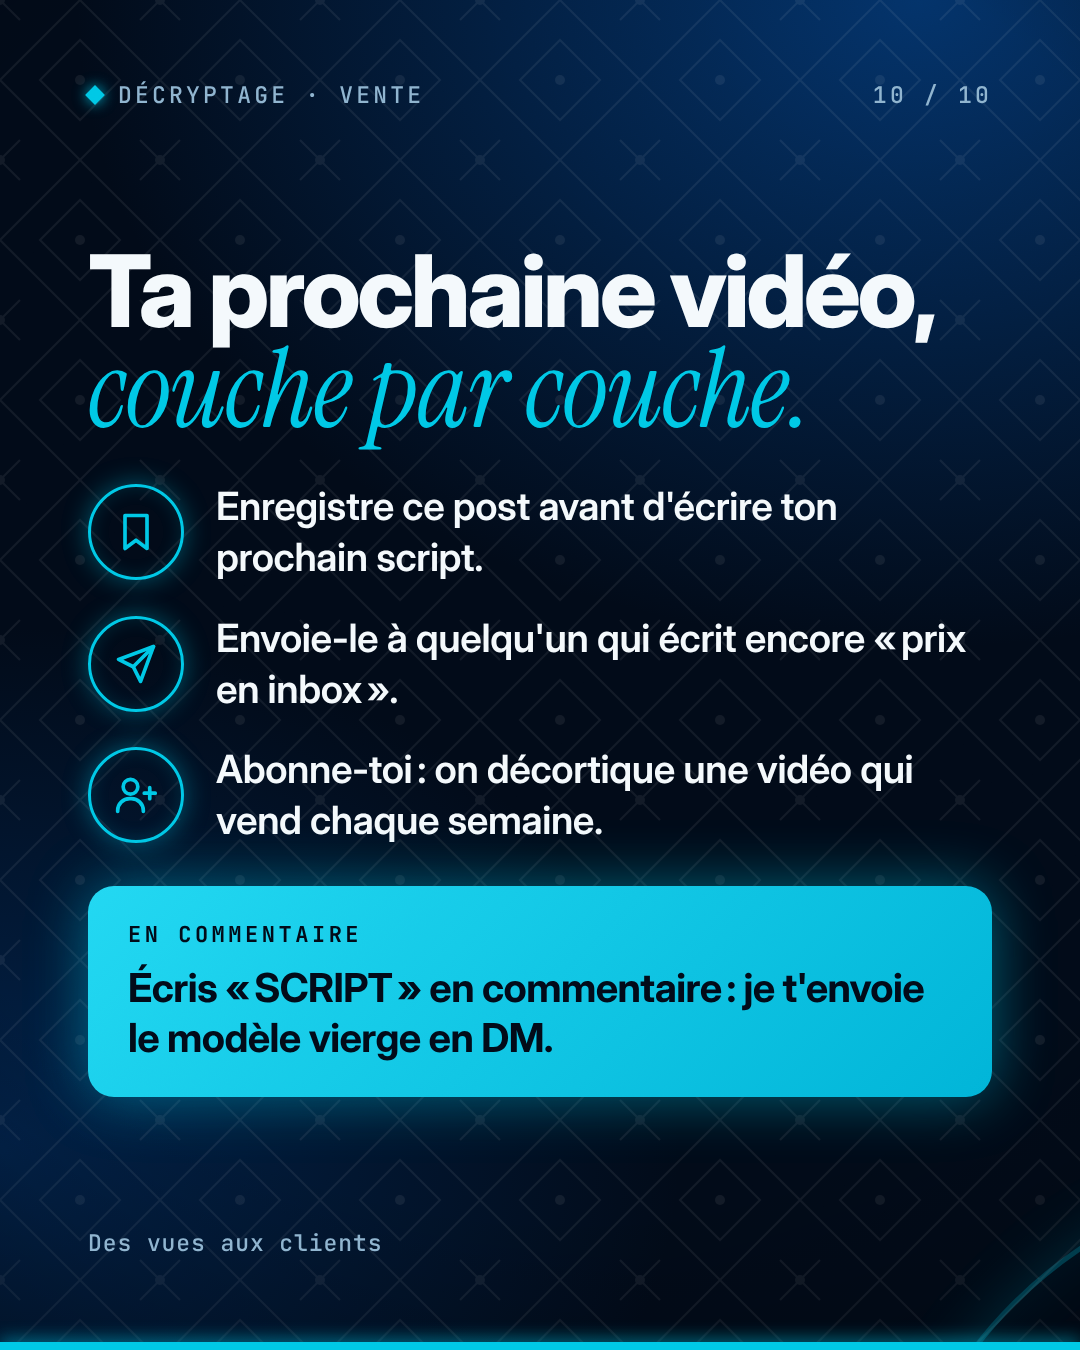 DÉCRYPTAGE · VENTE
10 / 10
Ta prochaine vidéo,
couche par couche.
Enregistre ce post avant d'écrire ton
prochain script.
Envoie-le à quelqu'un qui écrit encore « prix
en inbox ».
Abonne-toi : on décortique une vidéo qui
vend chaque semaine.
EN COMMENTAIRE
Écris « SCRIPT » en commentaire : je t'envoie
le modèle vierge en DM.
Des vues aux clients